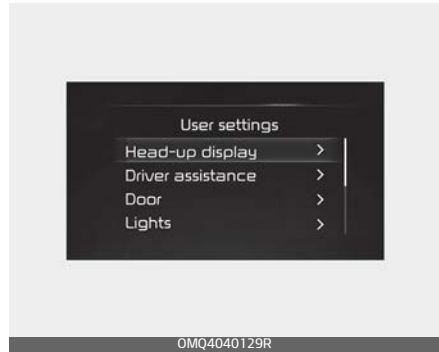 User settings
Head-up display >
Driver assistance >
Door >
Lights >
OMQ4040129R